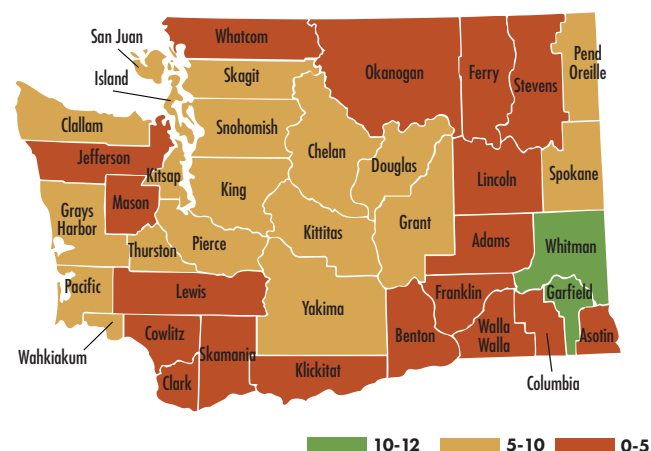 San Juan
Whatcom
Okanogan
Ferry
Stevens
Pend
Oreille
Island
Skagit
Clallam
Snohomish
Chelan
Douglas
Jefferson
Kitsap
King
Lincoln
Spokane
Mason
Grays
Harbor
Kittitas
Grant
Thurston
Pierce
Adams
Whitman
Pacific
Lewis
Yakima
Franklin
Garfield
Wahkiakum
Cowlitz
Skamania
Benton
Walla
Walla
Asotin
Clark
Klickitat
Columbia
10-12
5-10
0-5